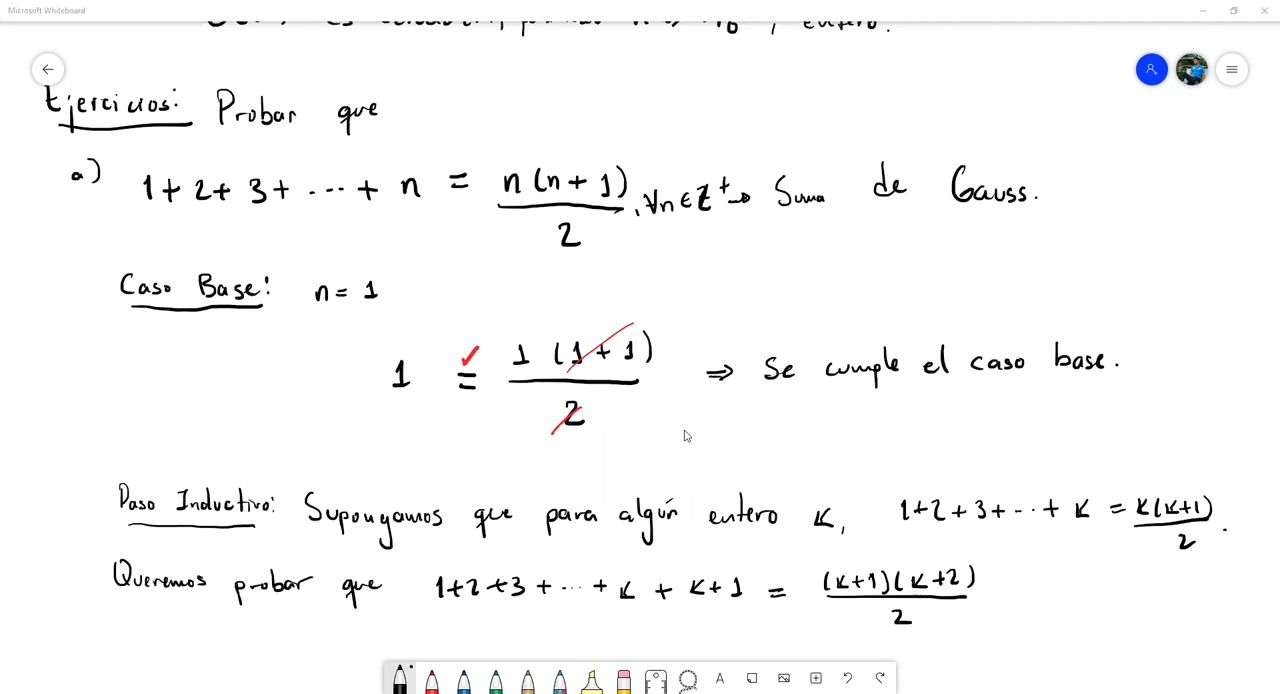 Microsoft Whiteboard
Ejercicios: Probar que
a) 1+2+3+ ... + n = n(n+1)/2, ∀n∈Z⁺ → Suma de Gauss.
Caso Base: n=1
1 = 1(1+1)/2 ⇒ Se cumple el caso base.
Paso Inductivo: Supongamos que para algún entero K, 1+2+3+...+K = K(K+1)/2.
Queremos probar que 1+2+3+...+K+K+1 = (K+1)(K+2)/2